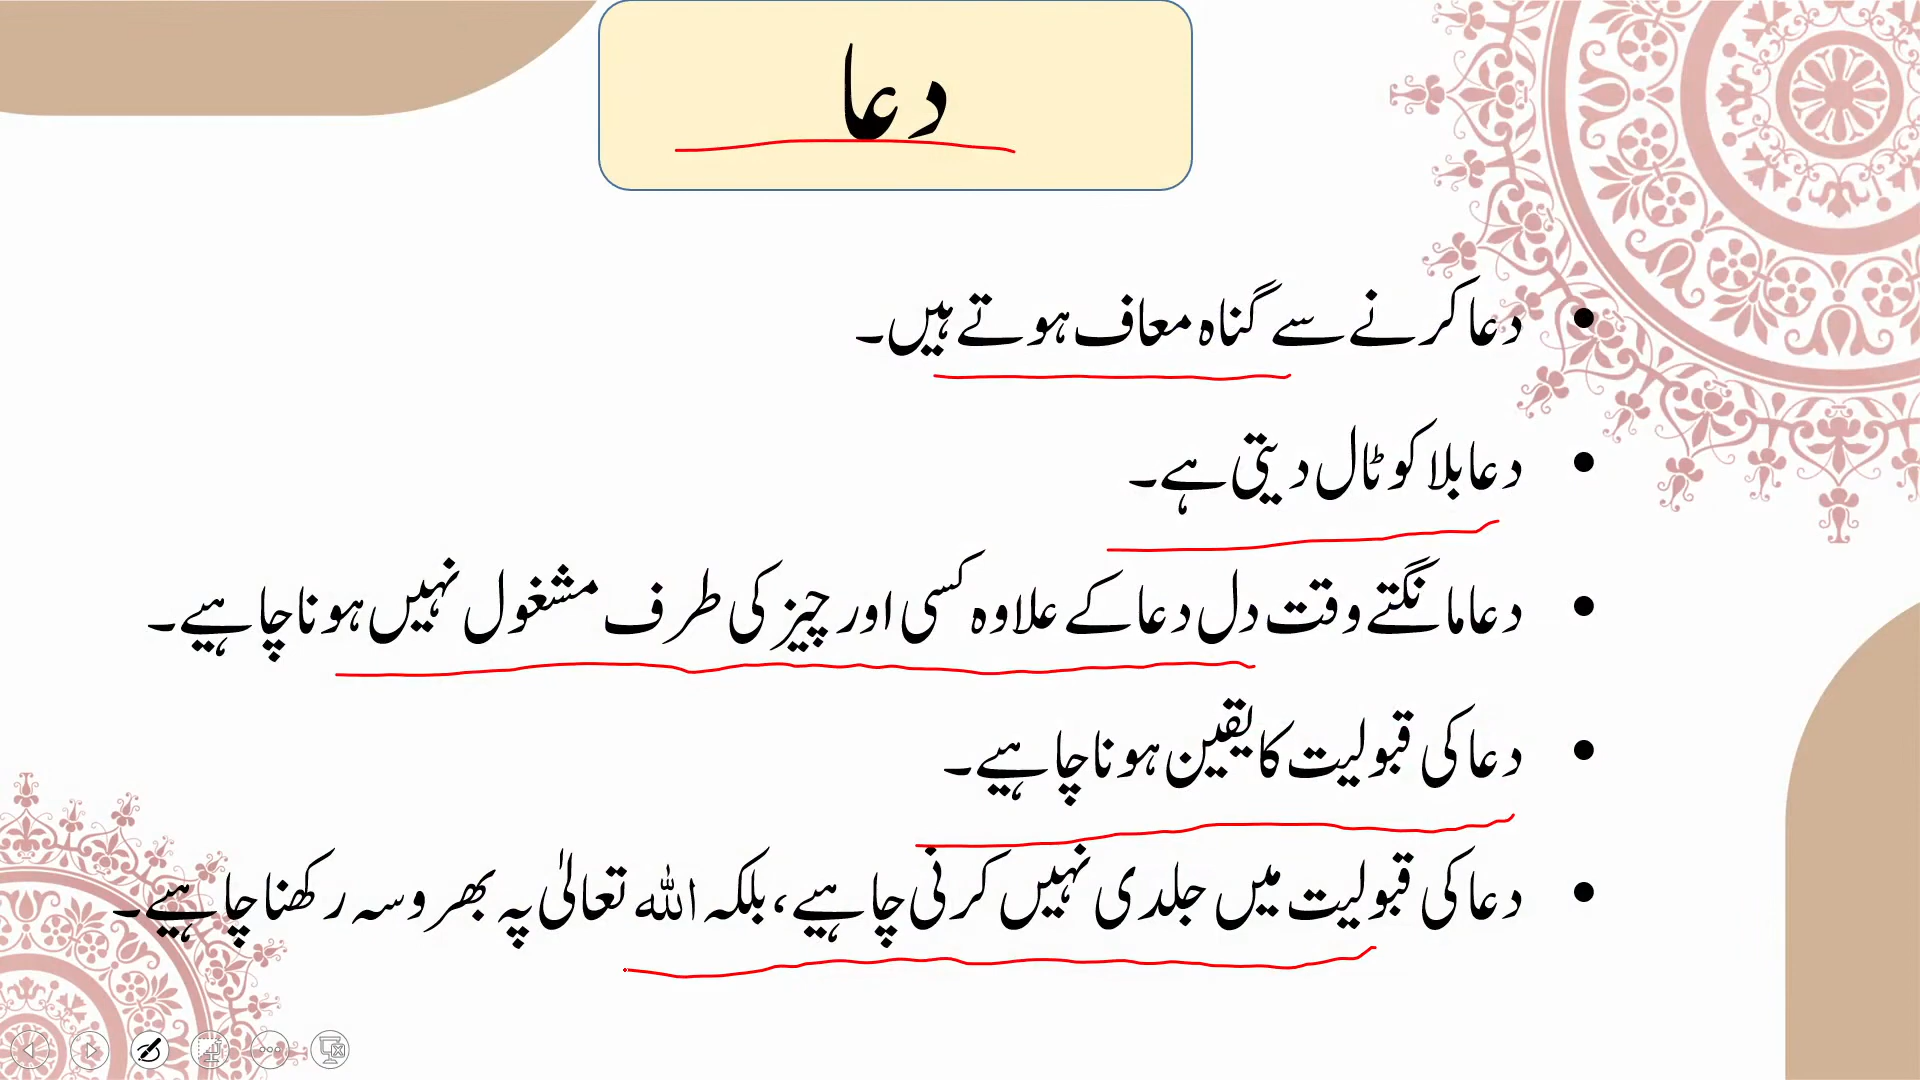 دعا
• دعا کرنے سے گناہ معاف ہوتے ہیں۔
• دعا بلا کو ٹال دیتی ہے۔
• دعا مانگتے وقت دل دعا کے علاوہ کسی اور چیز کی طرف مشغول نہیں ہونا چاہیے۔
• دعا کی قبولیت کا یقین ہونا چاہیے۔
• دعا کی قبولیت میں جلدی نہیں کرنی چاہیے، بلکہ اللہ تعالیٰ پہ بھروسہ رکھنا چاہیے۔